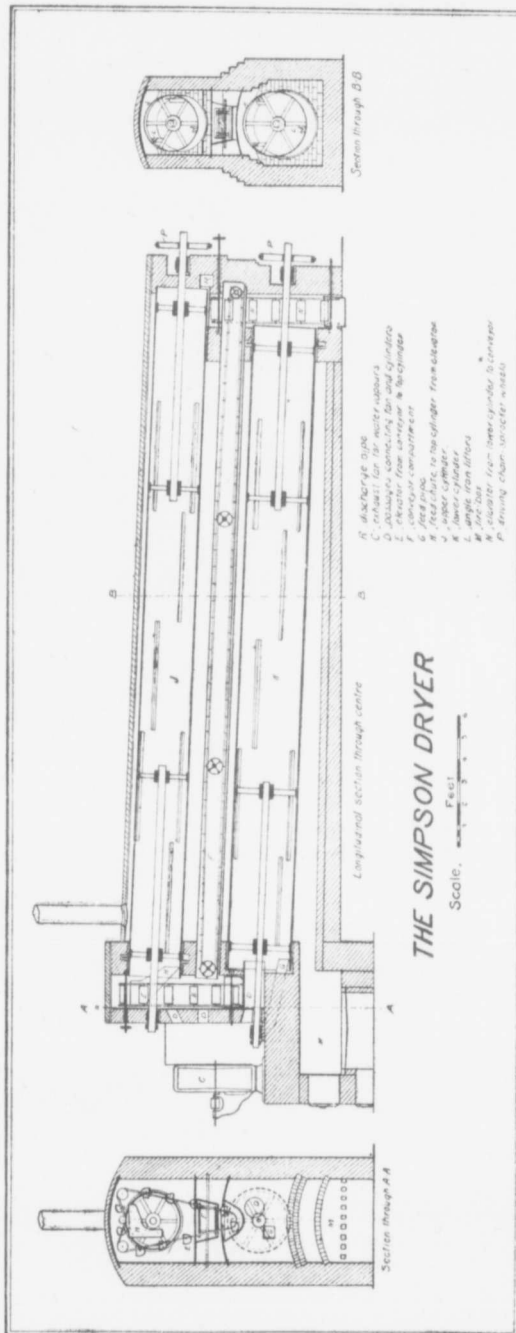 Section through B·B
P
B
B
J
Longitudinal section through centre
A
A
C
Section through A·A
M
R discharge pipe
C exhaust fan for water vapours
D passages connecting fan and cylinders
E elevator from conveyor to top cylinder
F conveyor compartment
G feed pipe
H feed chute to top cylinder from elevator
J upper cylinder
K lower cylinder
L angle iron lifters
M fire box
N elevator from lower cylinder to conveyor
P driving chain sprocket wheels
THE SIMPSON DRYER
Scale. Feet